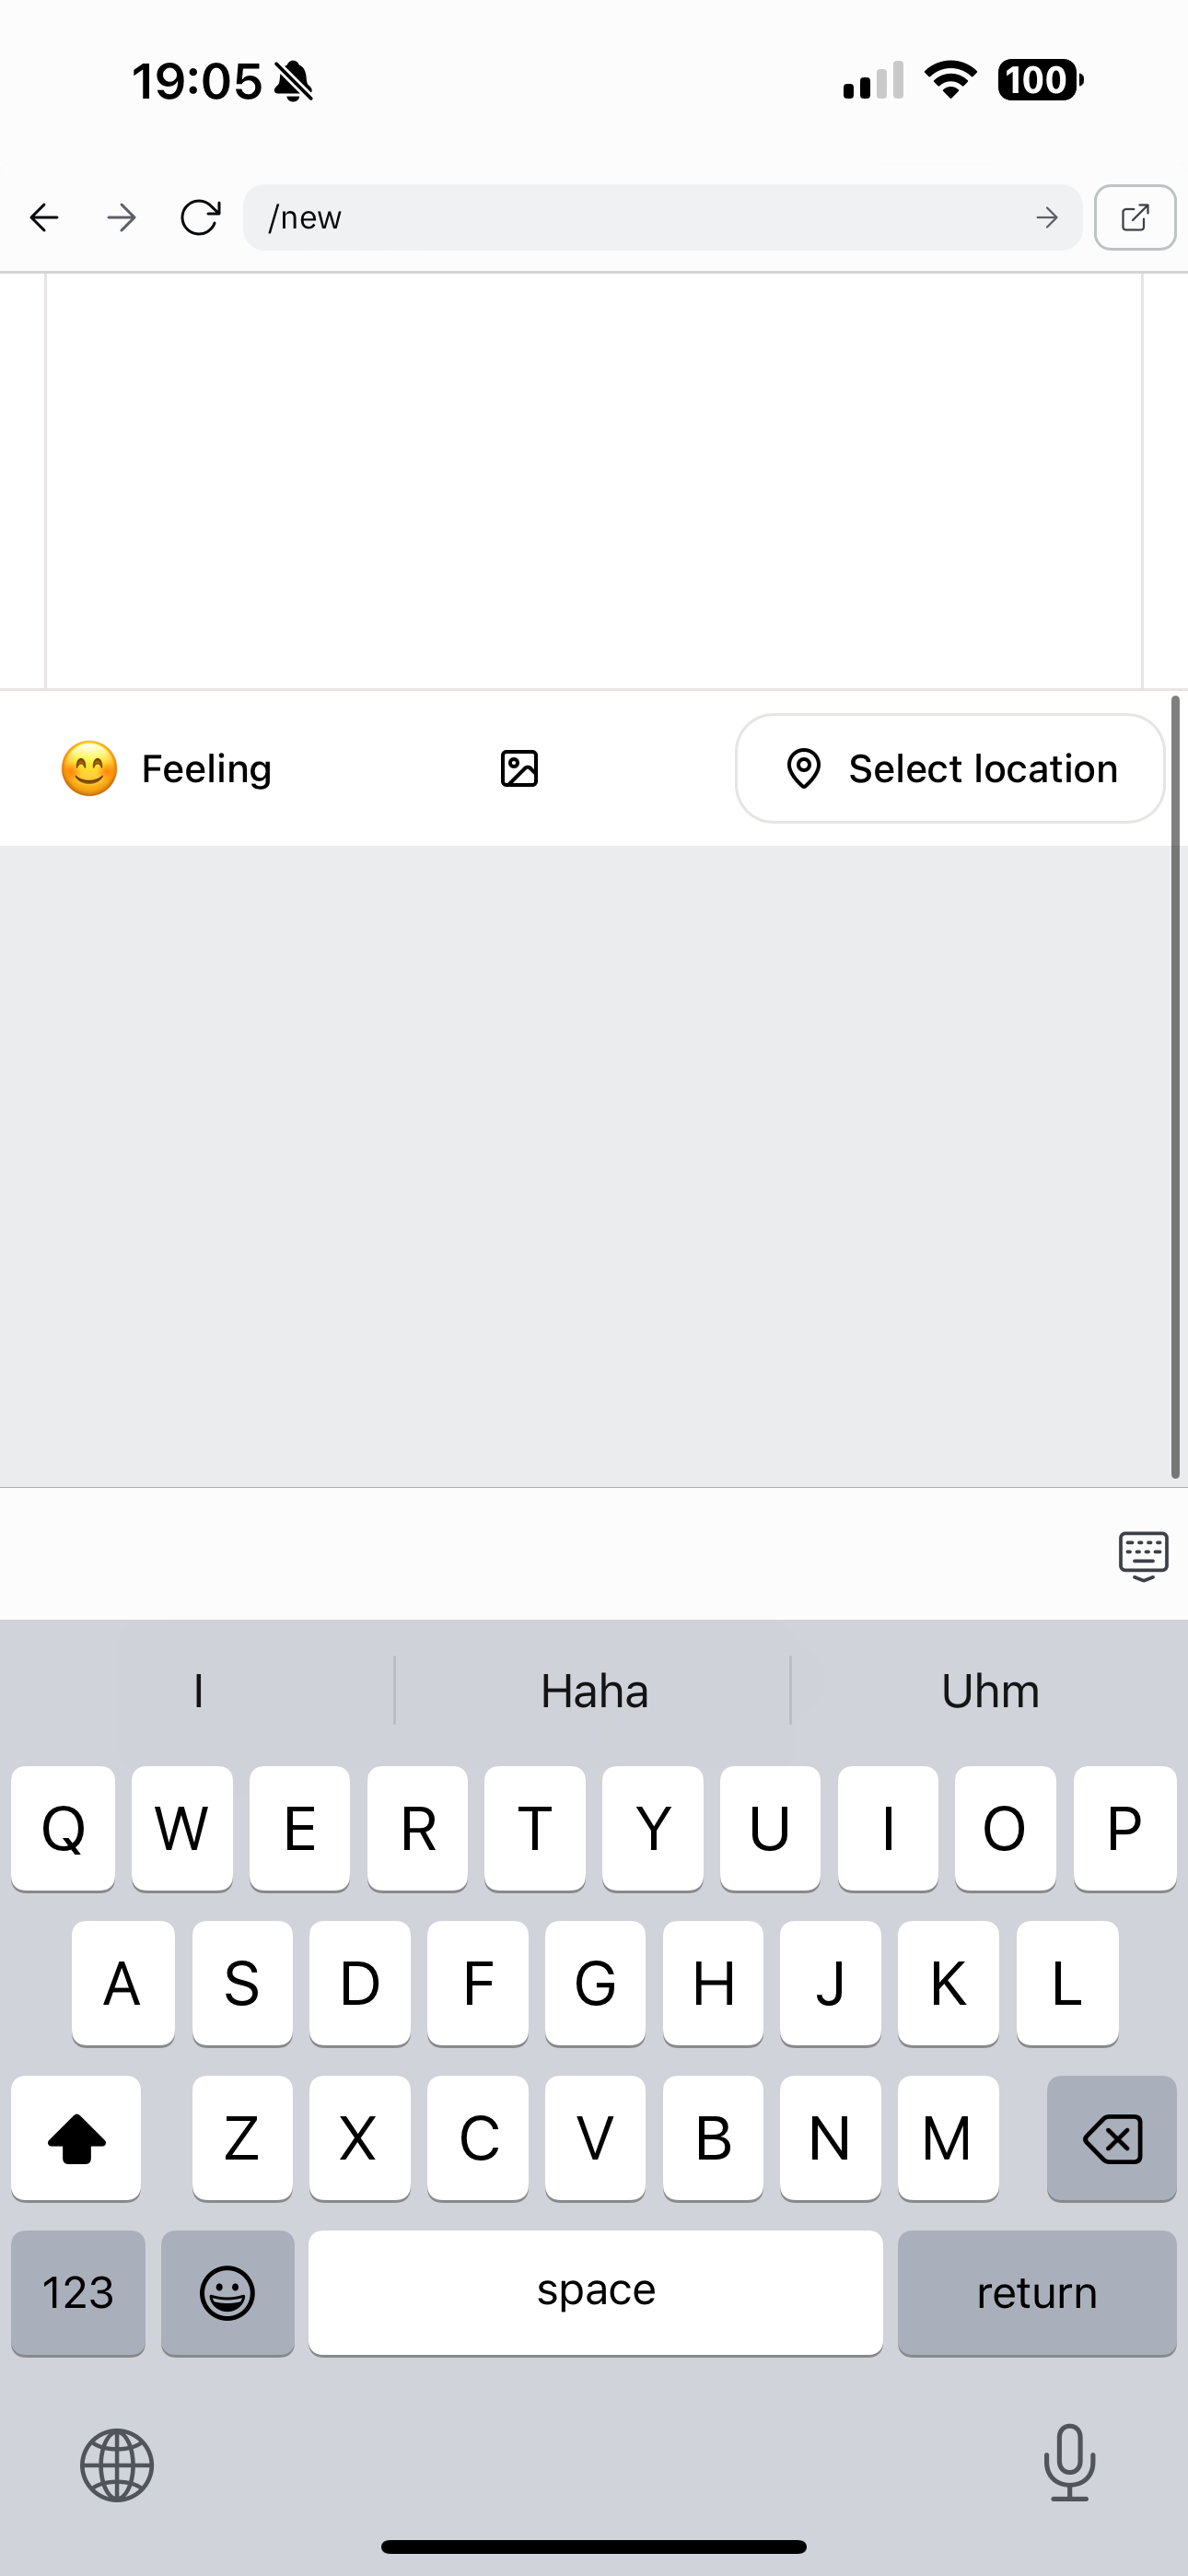 19:05 100
/new
Feeling Select location
I Haha Uhm
Q W E R T Y U I O P
A S D F G H J K L
Z X C V B N M
123 space return